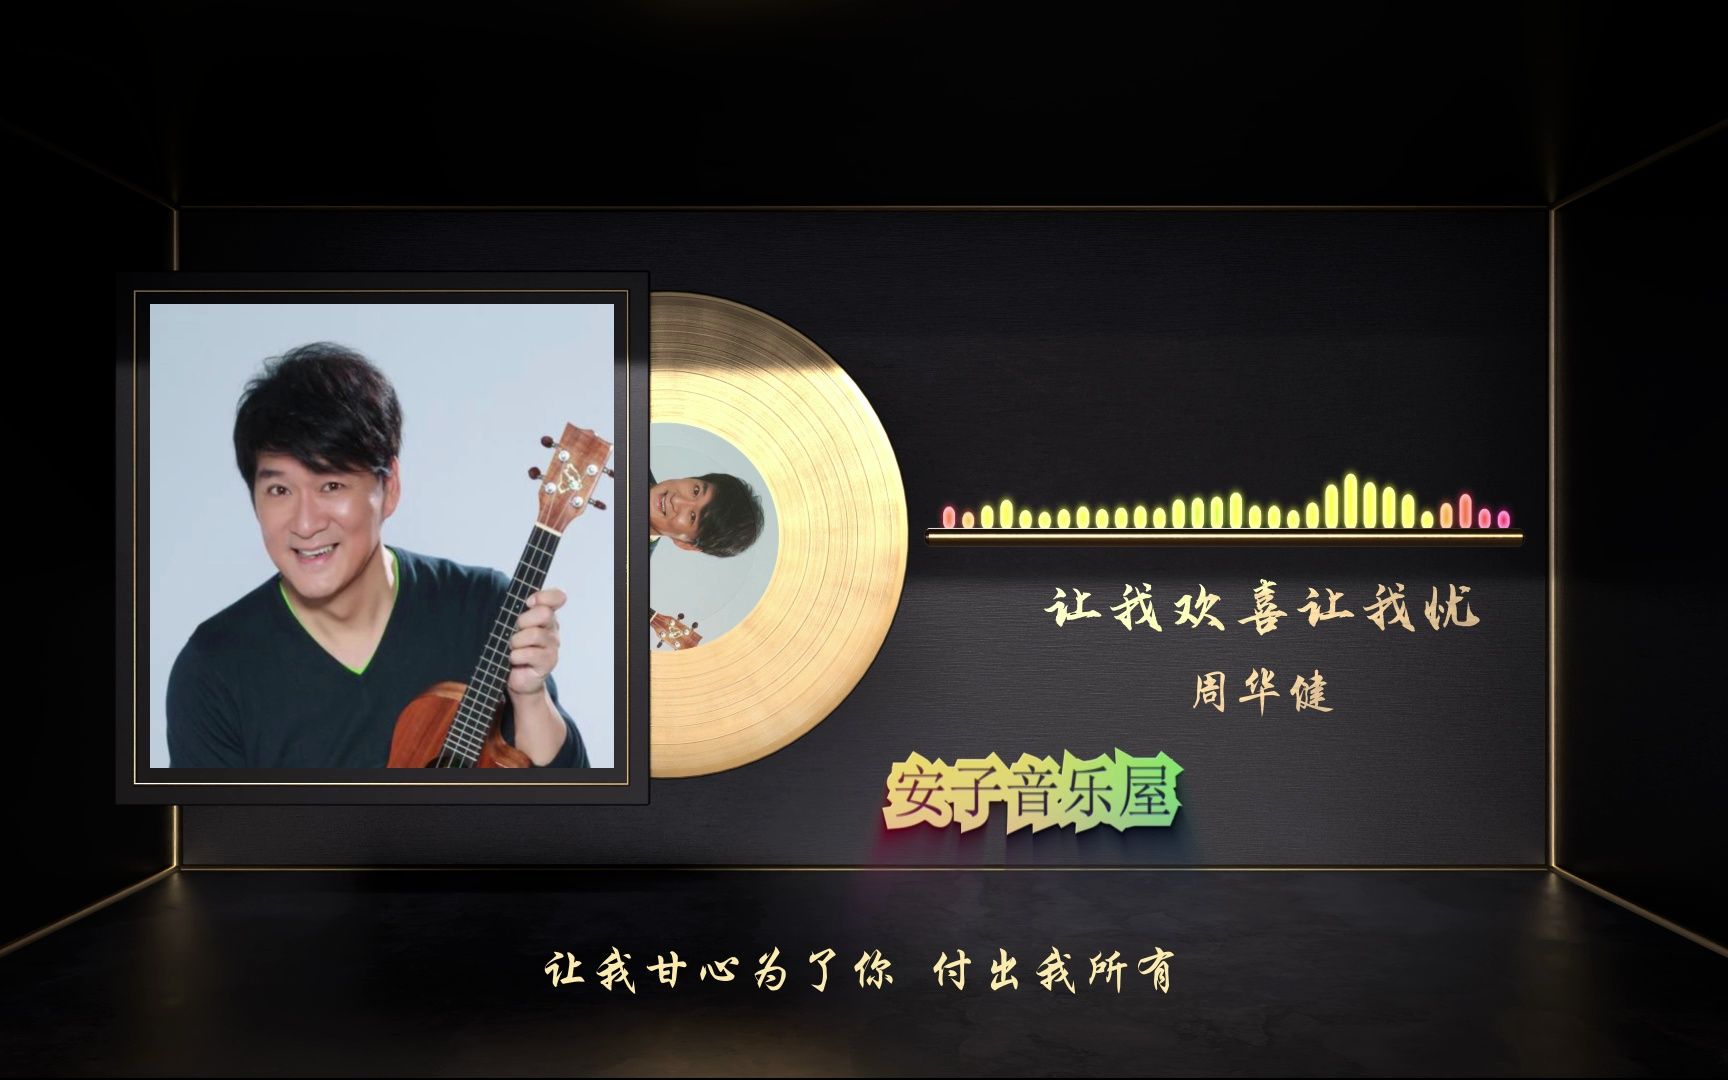 让我欢喜让我忧
周华健
安子音乐屋
让我甘心为了你 付出我所有